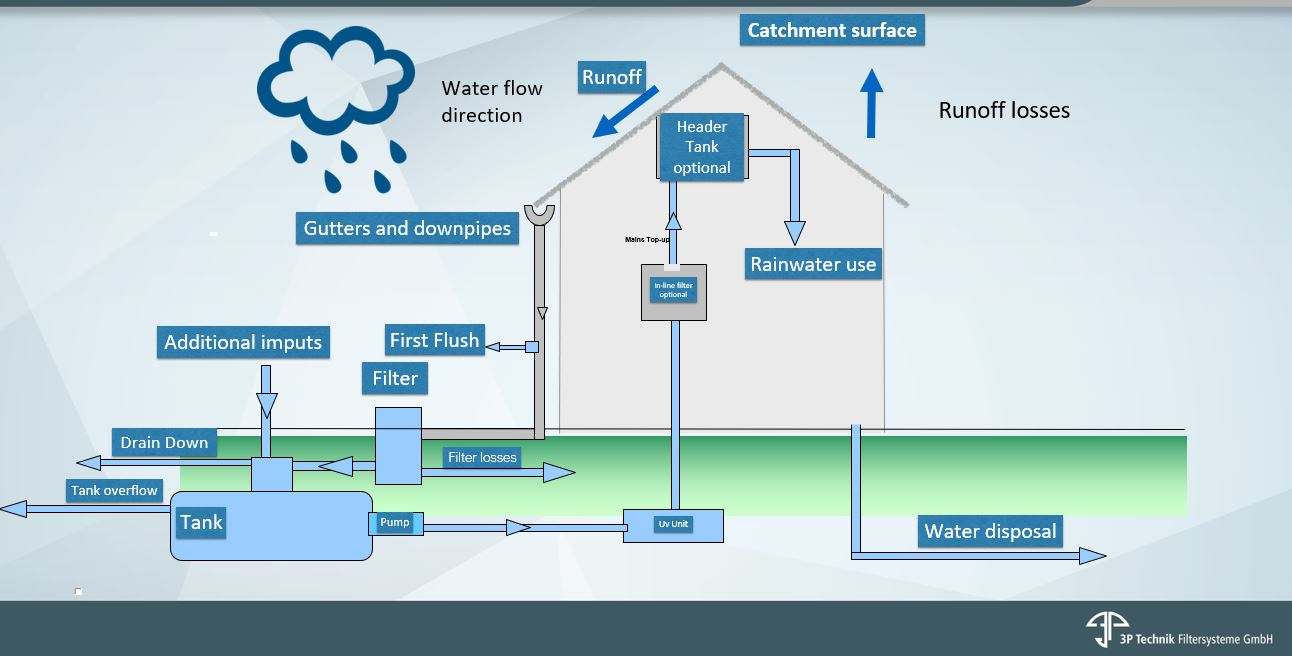 Catchment surface
Runoff
Water flow
direction
Runoff losses
Header
Tank
optional
Gutters and downpipes
Mains Top-up
Rainwater use
In-line filter
optional
Additional imputs
First Flush
Filter
Drain Down
Filter losses
Tank overflow
Tank
Pump
Uv Unit
Water disposal
3P Technik Filtersysteme GmbH